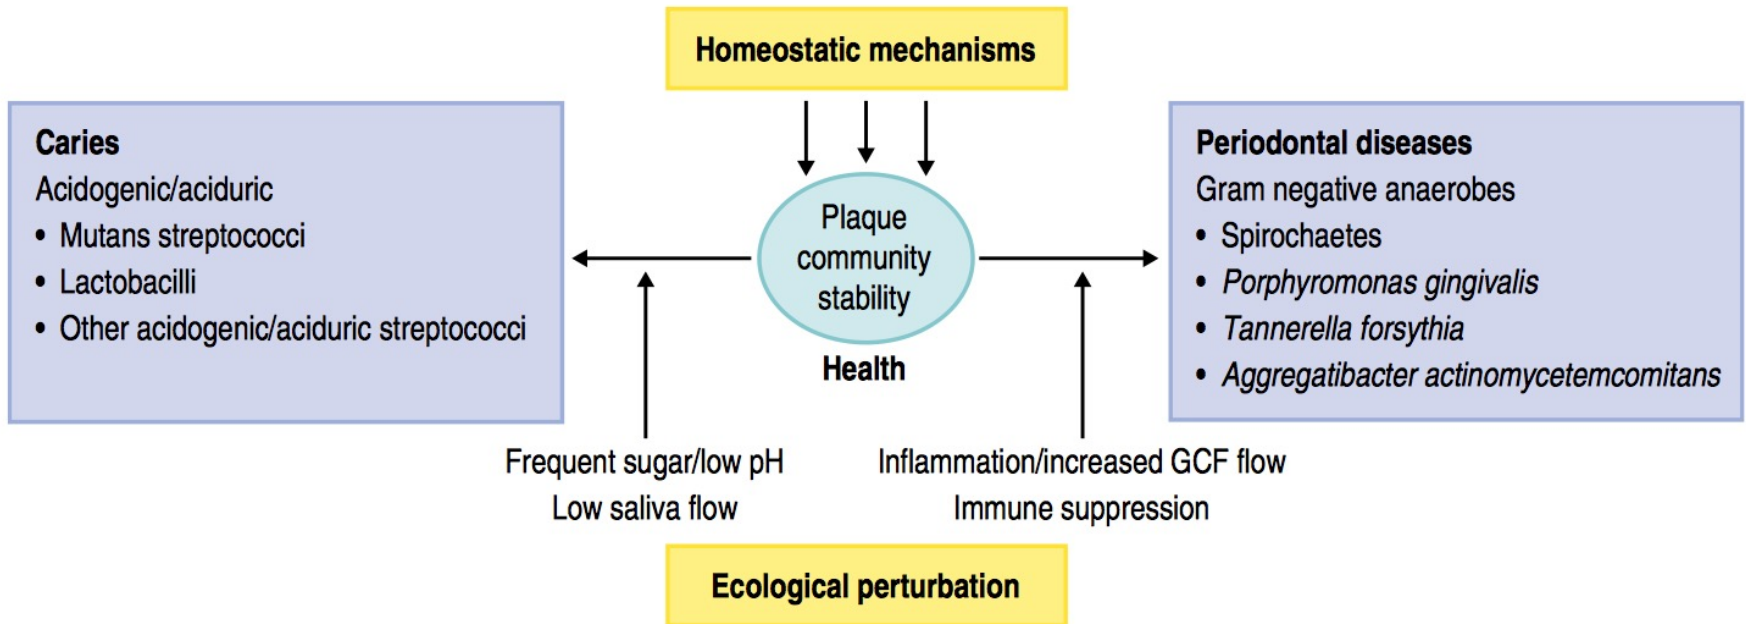 Homeostatic mechanisms
Caries
Acidogenic/aciduric
• Mutans streptococci
• Lactobacilli
• Other acidogenic/aciduric streptococci
Plaque
community
stability
Health
Periodontal diseases
Gram negative anaerobes
• Spirochaetes
• Porphyromonas gingivalis
• Tannerella forsythia
• Aggregatibacter actinomycetemcomitans
Frequent sugar/low pH
Low saliva flow
Inflammation/increased GCF flow
Immune suppression
Ecological perturbation